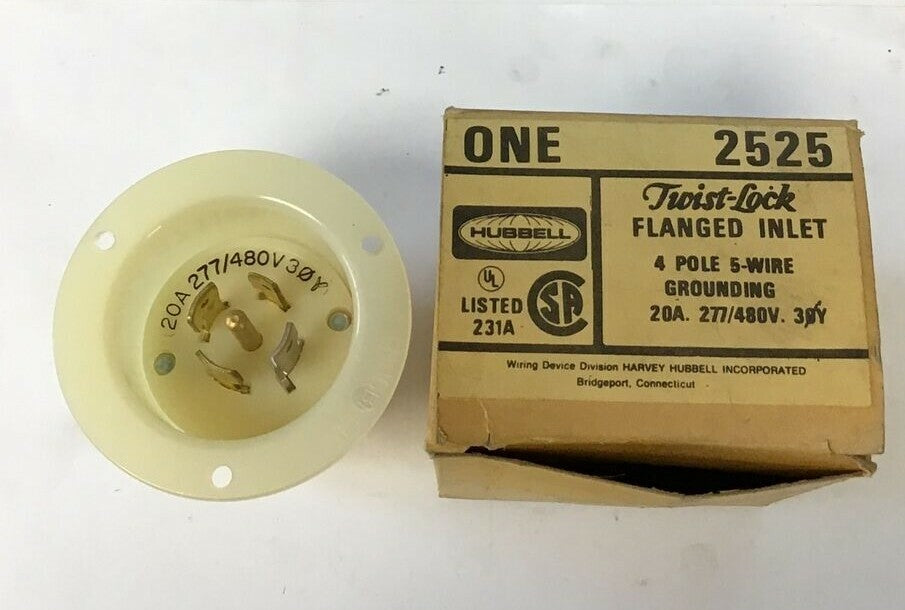 20A 277/480V 3ØY
ONE
2525
HUBBELL
UL
LISTED
231A
SA
Twist-Lock
FLANGED INLET
4 POLE 5-WIRE
GROUNDING
20A. 277/480V. 3ØY
Wiring Device Division HARVEY HUBBELL INCORPORATED
Bridgeport, Connecticut